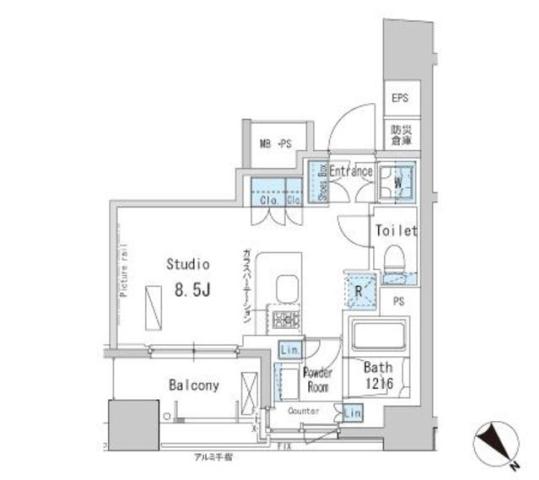 EPS
防災
倉庫
MB・PS
Shoes Box
Entrance
W
Clo.
Clo.
Toilet
Picture rail
Studio
8.5J
ガラスパーテーション
R
PS
Lin.
Powder
Room
Bath
1216
Balcony
Counter
Lin
FIX
アルミ手摺
N